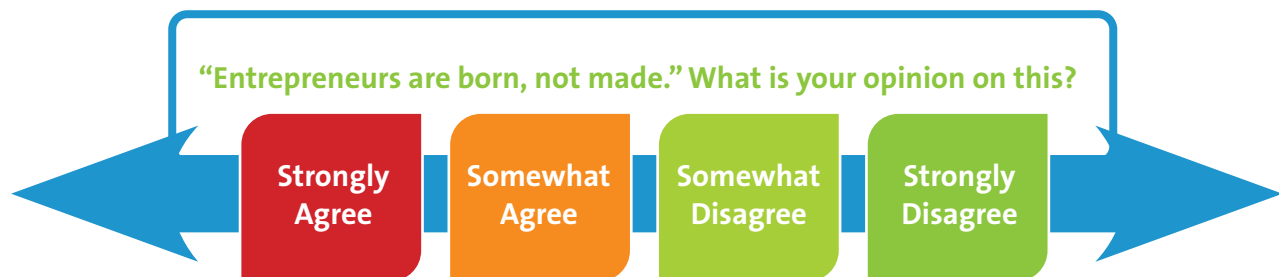 “Entrepreneurs are born, not made.” What is your opinion on this?
Strongly
Agree
Somewhat
Agree
Somewhat
Disagree
Strongly
Disagree